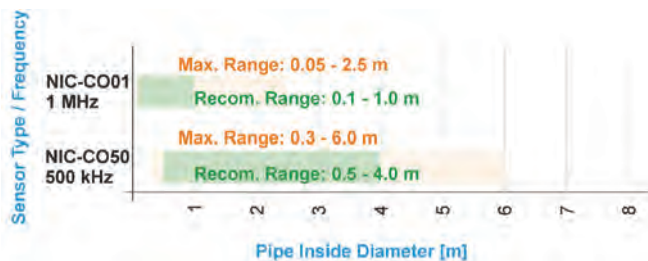 Sensor Type / Frequency
Max. Range: 0.05 - 2.5 m
NIC-CO01
1 MHz
Recom. Range: 0.1 - 1.0 m
Max. Range: 0.3 - 6.0 m
NIC-CO50
500 kHz
Recom. Range: 0.5 - 4.0 m
1 2 3 4 5 6 7 8
Pipe Inside Diameter [m]